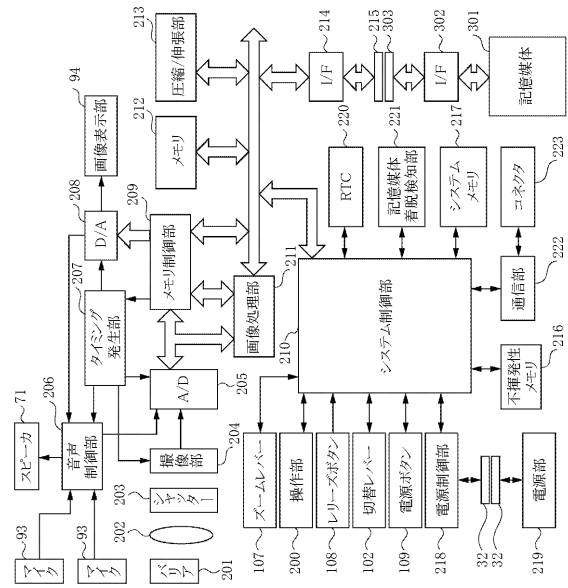 93
マイク
93
マイク
バリア
201
202
203
シャッター
スピーカ
71
206
音声
制御部
撮像部
204
207
タイミング
発生部
A/D
205
208
D/A
94
画像表示部
209
メモリ制御部
画像処理部
211
212
メモリ
213
圧縮/伸張部
214
I/F
215
303
302
I/F
301
記憶媒体
210
システム制御部
220
RTC
221
記憶媒体
着脱検知部
217
システム
メモリ
223
コネクタ
通信部
222
不揮発性
メモリ
216
ズームレバー
107
操作部
200
レリーズボタン
108
切替レバー
102
電源ボタン
109
電源制御部
218
32
32
電源部
219